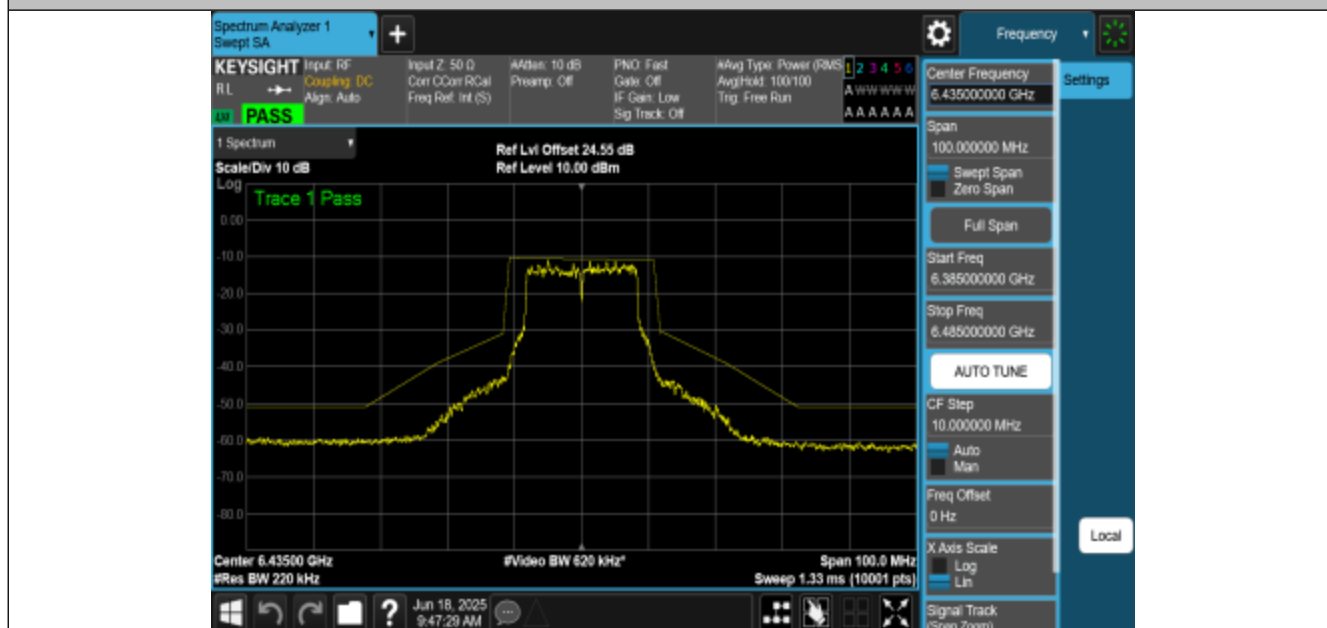 Spectrum Analyzer 1
Swept SA
+
Frequency
KEYSIGHT
RL
PASS
Input: RF
Coupling: DC
Align: Auto
Input Z: 50 Ω
Corr CCorr RCal
Freq Ref: Int (S)
#Atten: 10 dB
Preamp: Off
PNO: Fast
Gate: Off
IF Gain: Low
Sig Track: Off
#Avg Type: Power (RMS
Avg|Hold: 100/100
Trig: Free Run
1 2 3 4 5 6
A W W W W W
A A A A A A
1 Spectrum
Scale/Div 10 dB
Ref Lvl Offset 24.55 dB
Ref Level 10.00 dBm
Log
Trace 1 Pass
0.00
-10.0
-20.0
-30.0
-40.0
-50.0
-60.0
-70.0
-80.0
Center 6.43500 GHz
#Res BW 220 kHz
#Video BW 620 kHz*
Span 100.0 MHz
Sweep 1.33 ms (10001 pts)
Center Frequency
6.435000000 GHz
Settings
Span
100.000000 MHz
Swept Span
Zero Span
Full Span
Start Freq
6.385000000 GHz
Stop Freq
6.485000000 GHz
AUTO TUNE
CF Step
10.000000 MHz
Auto
Man
Freq Offset
0 Hz
X Axis Scale
Log
Lin
Local
Signal Track
(Span Zoom)
?
Jun 18, 2025
9:47:29 AM